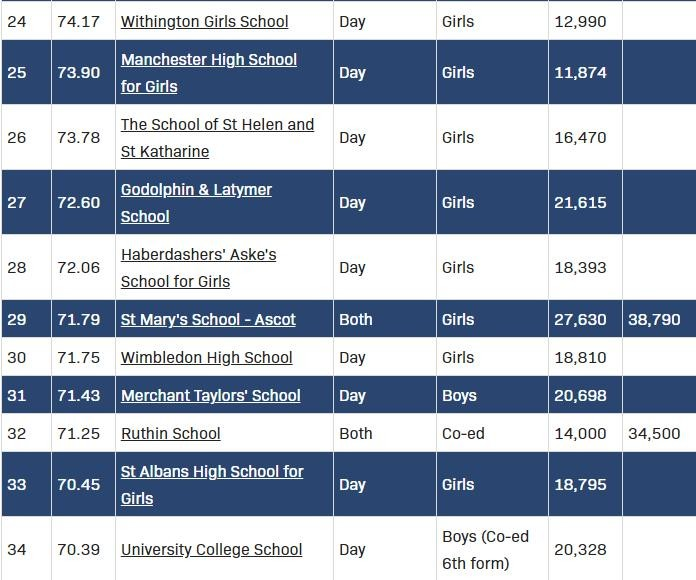 24 74.17 Withington Girls School Day Girls 12,990
25 73.90 Manchester High School Day Girls 11,874
for Girls
26 73.78 The School of St Helen and Day Girls 16,470
St Katharine
27 72.60 Godolphin & Latymer Day Girls 21,615
School
28 72.06 Haberdashers' Aske's Day Girls 18,393
School for Girls
29 71.79 St Mary's School - Ascot Both Girls 27,630 38,790
30 71.75 Wimbledon High School Day Girls 18,810
31 71.43 Merchant Taylors' School Day Boys 20,698
32 71.25 Ruthin School Both Co-ed 14,000 34,500
33 70.45 St Albans High School for Day Girls 18,795
Girls
34 70.39 University College School Day Boys (Co-ed 20,328
6th form)